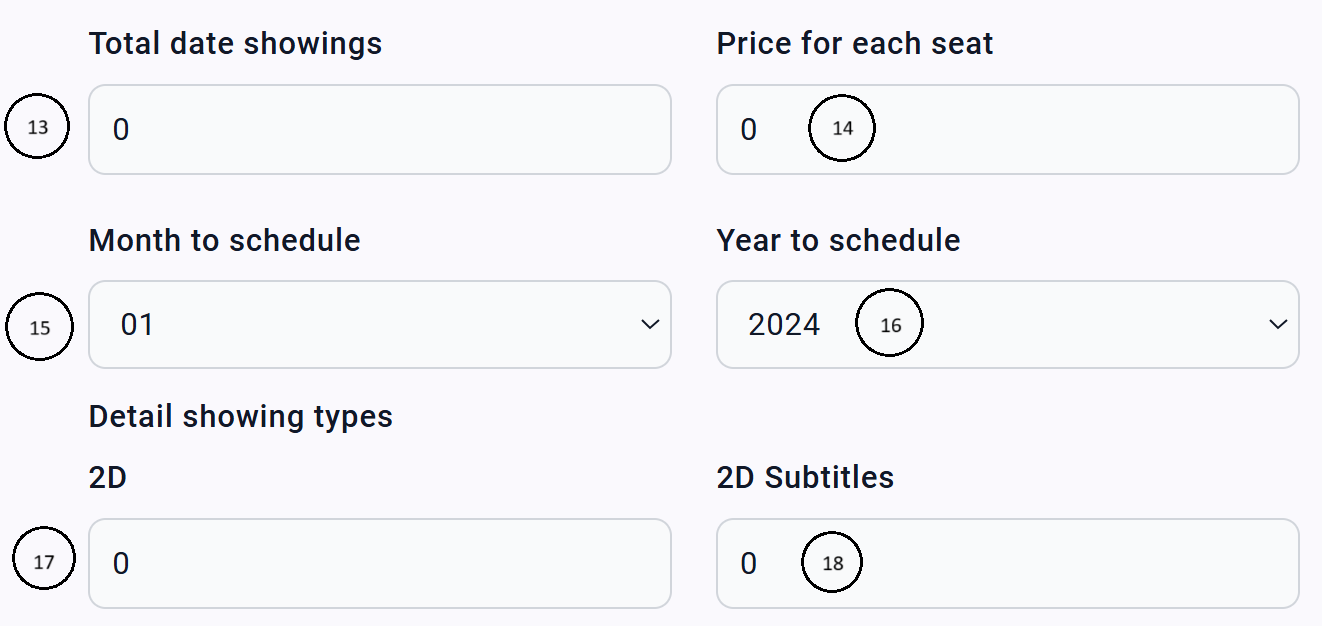 Total date showings
Price for each seat
13
0
0
14
Month to schedule
Year to schedule
15
01
2024
16
Detail showing types
2D
2D Subtitles
17
0
0
18